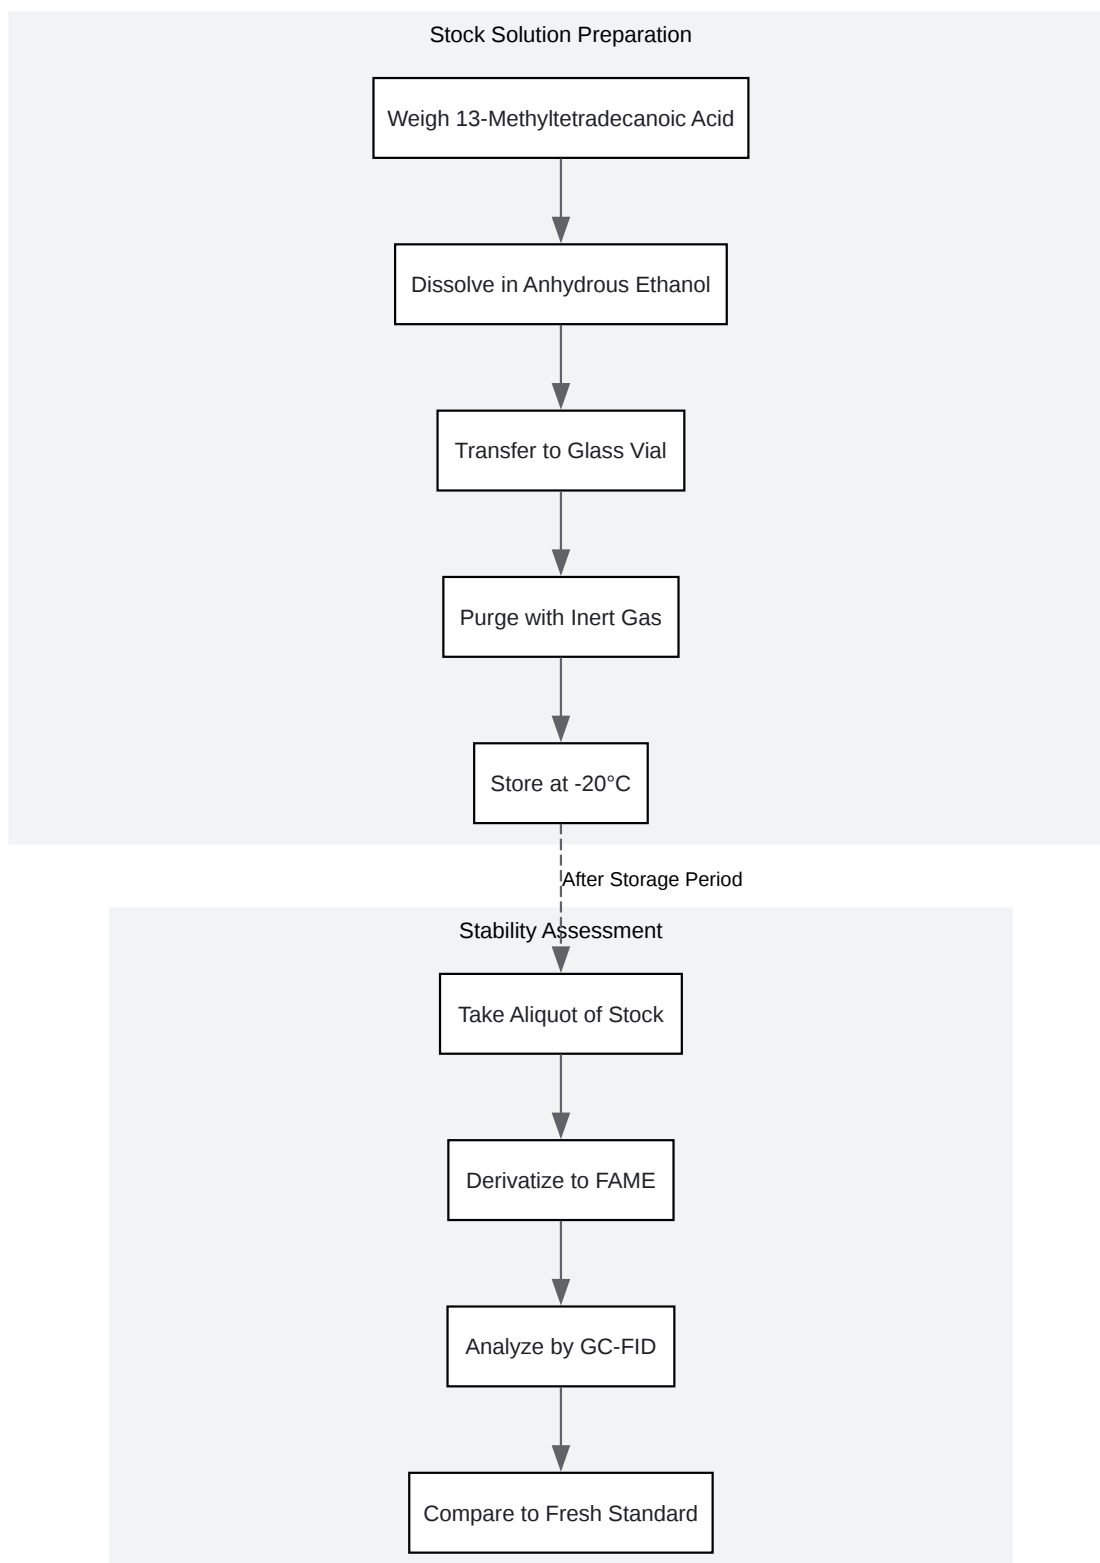 Stock Solution Preparation
Weigh 13-Methyltetradecanoic Acid
Dissolve in Anhydrous Ethanol
Transfer to Glass Vial
Purge with Inert Gas
Store at -20°C
After Storage Period
Stability Assessment
Take Aliquot of Stock
Derivatize to FAME
Analyze by GC-FID
Compare to Fresh Standard